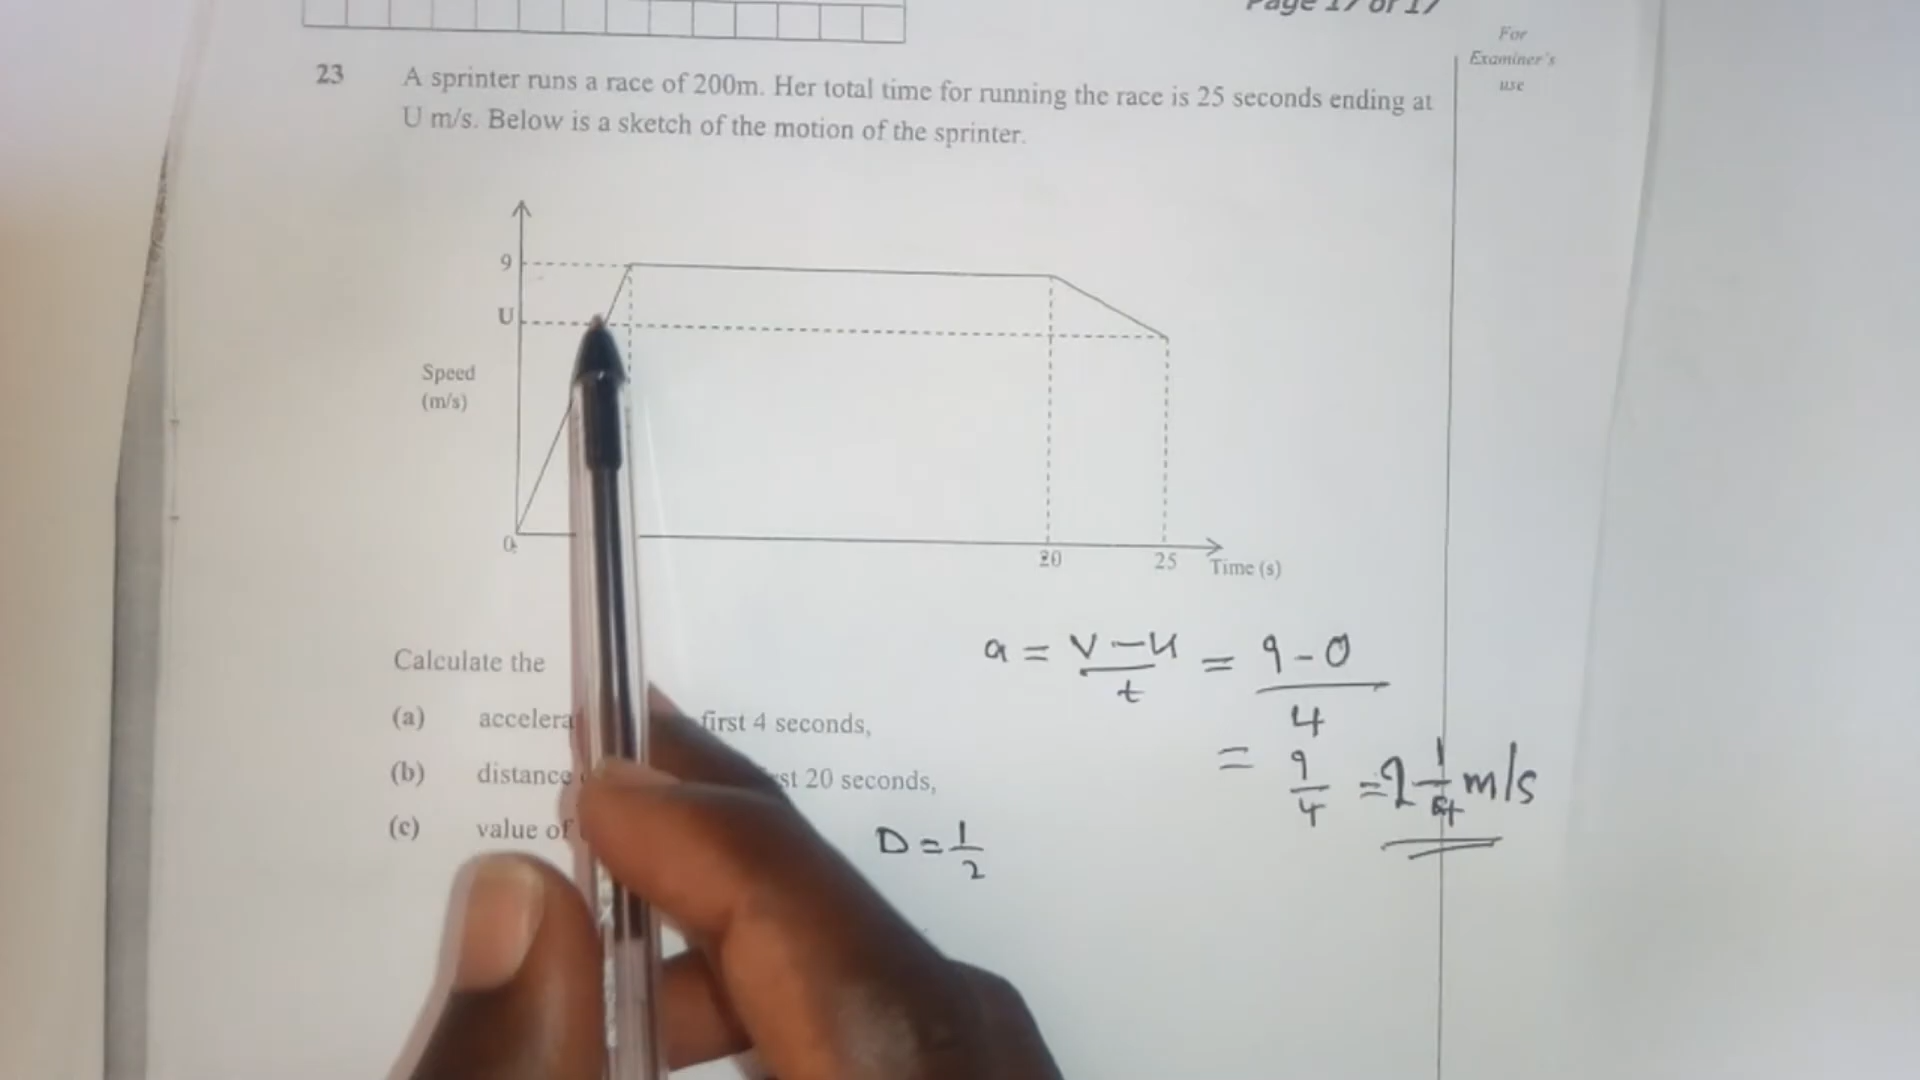 Page 17 of 17
For
Examiner's
use
23 A sprinter runs a race of 200m. Her total time for running the race is 25 seconds ending at
U m/s. Below is a sketch of the motion of the sprinter.
9
U
Speed
(m/s)
0
20
25
Time (s)
Calculate the
(a) accelera first 4 seconds,
(b) distance st 20 seconds,
(c) value of
a = v - u / t = 9 - 0 / 4
= 9/4 = 2 1/4 m/s
D = 1/2